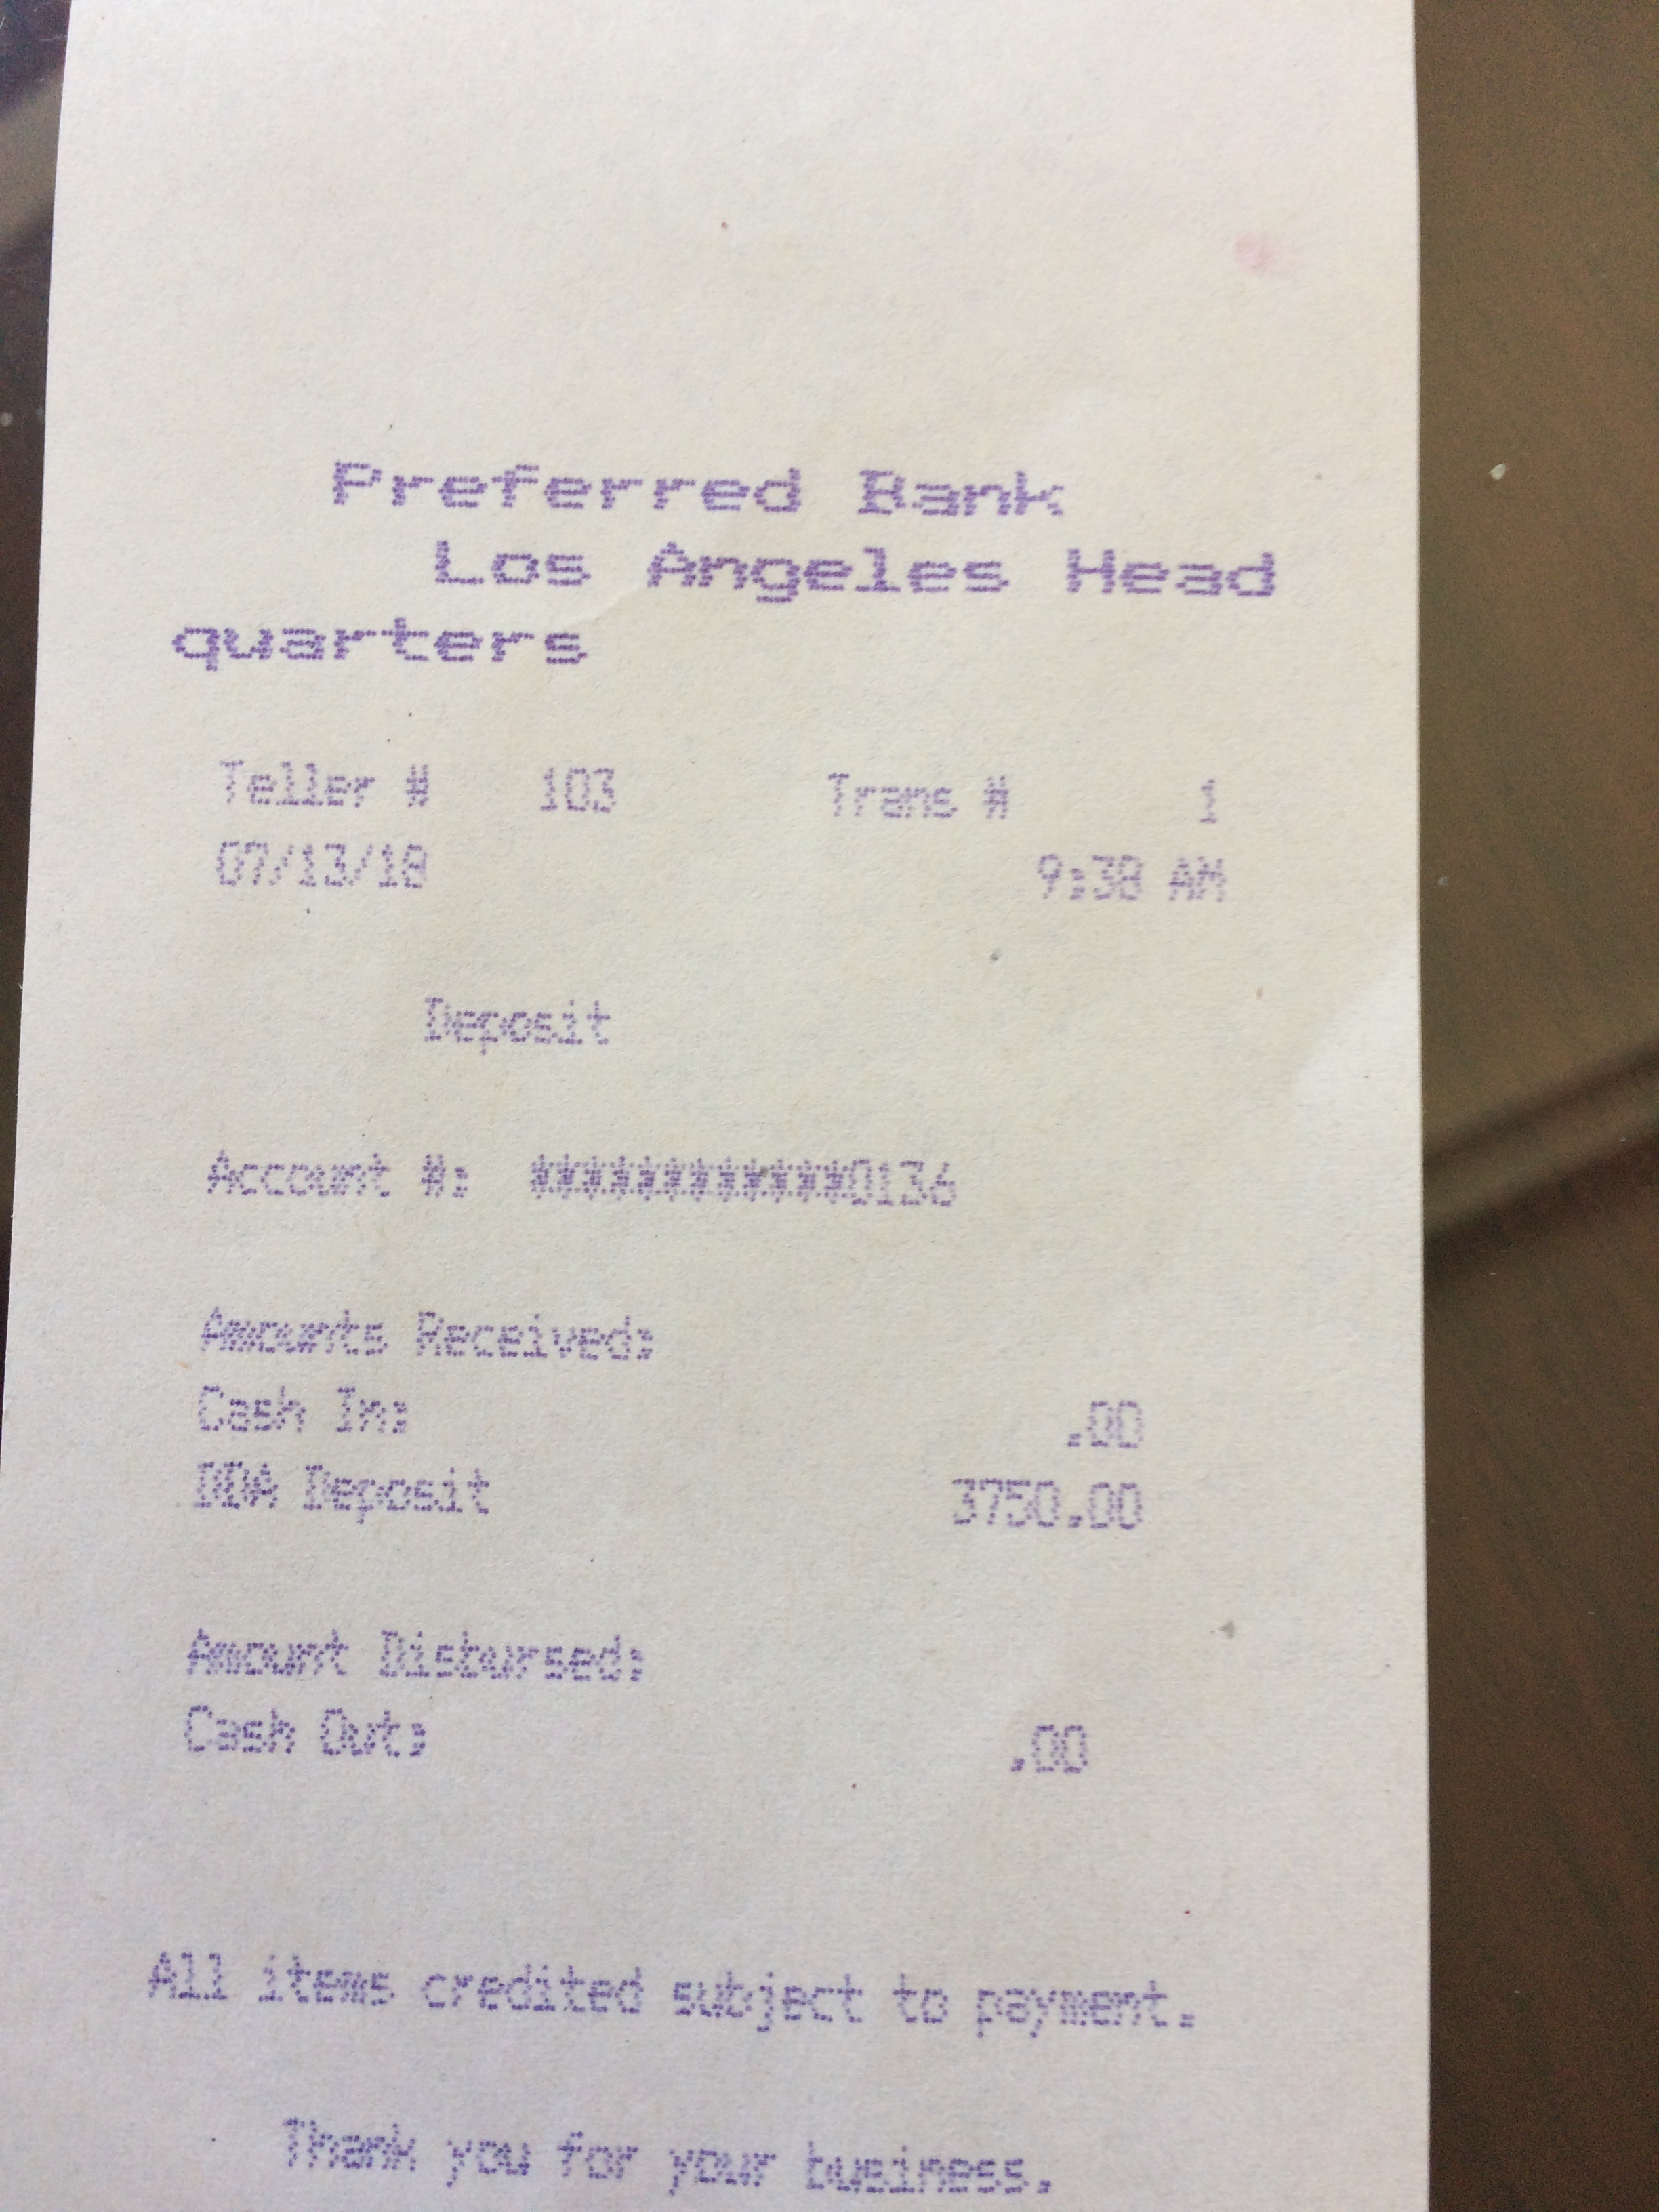 Preferred Bank
Los Angeles Head
quarters
Teller # 103 Trans # 1
07/13/18 9:38 AM
Deposit
Account #: ************0136
Amounts Received:
Cash In: .00
DDA Deposit 3750.00
Amount Disbursed:
Cash Out: .00
All items credited subject to payment.
Thank you for your business.